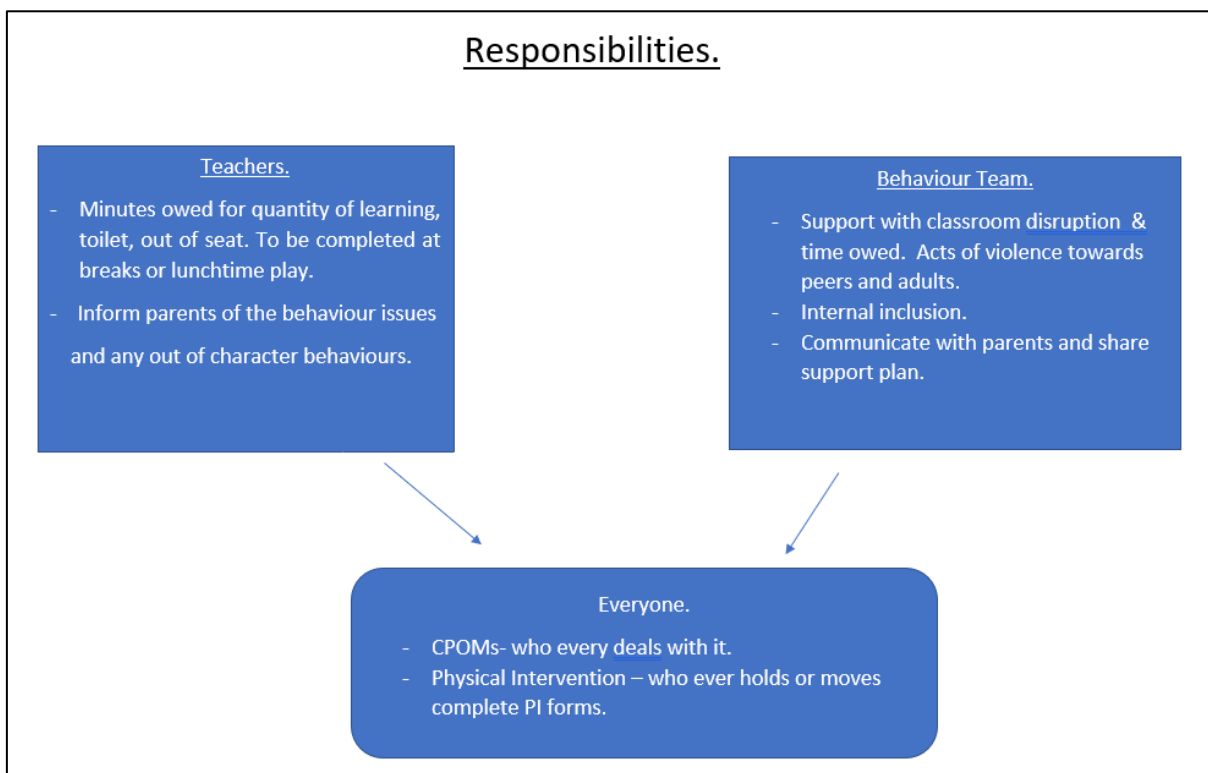 Responsibilities.
Teachers.
- Minutes owed for quantity of learning,
toilet, out of seat. To be completed at
breaks or lunchtime play.
- Inform parents of the behaviour issues
and any out of character behaviours.
Behaviour Team.
- Support with classroom disruption &
time owed. Acts of violence towards
peers and adults.
- Internal inclusion.
- Communicate with parents and share
support plan.
Everyone.
- CPOMs- who every deals with it.
- Physical Intervention – who ever holds or moves
complete PI forms.